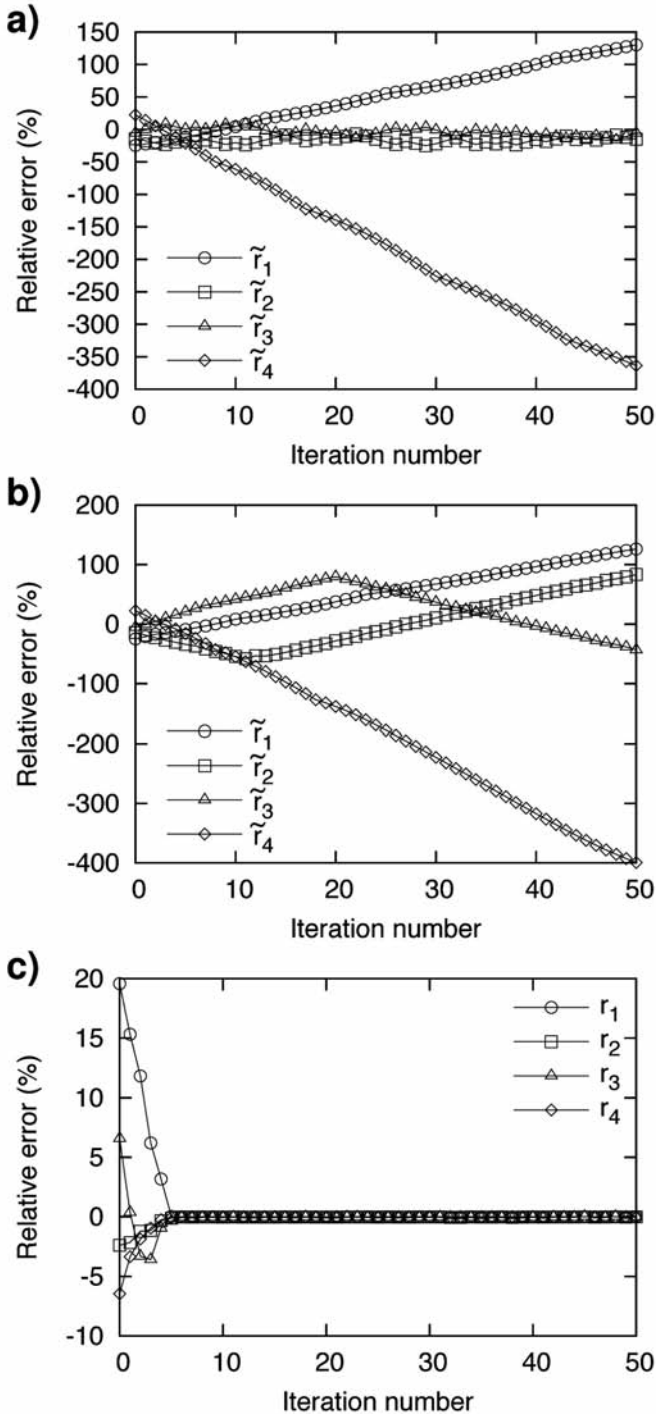 a)
150
100
50
0
-50
-100
-150
-200
-250
-300
-350
-400
Relative error (%)
r̃1
r̃2
r̃3
r̃4
0 10 20 30 40 50
Iteration number
b)
200
100
0
-100
-200
-300
-400
Relative error (%)
r̃1
r̃2
r̃3
r̃4
0 10 20 30 40 50
Iteration number
c)
20
15
10
5
0
-5
-10
Relative error (%)
r1
r2
r3
r4
0 10 20 30 40 50
Iteration number